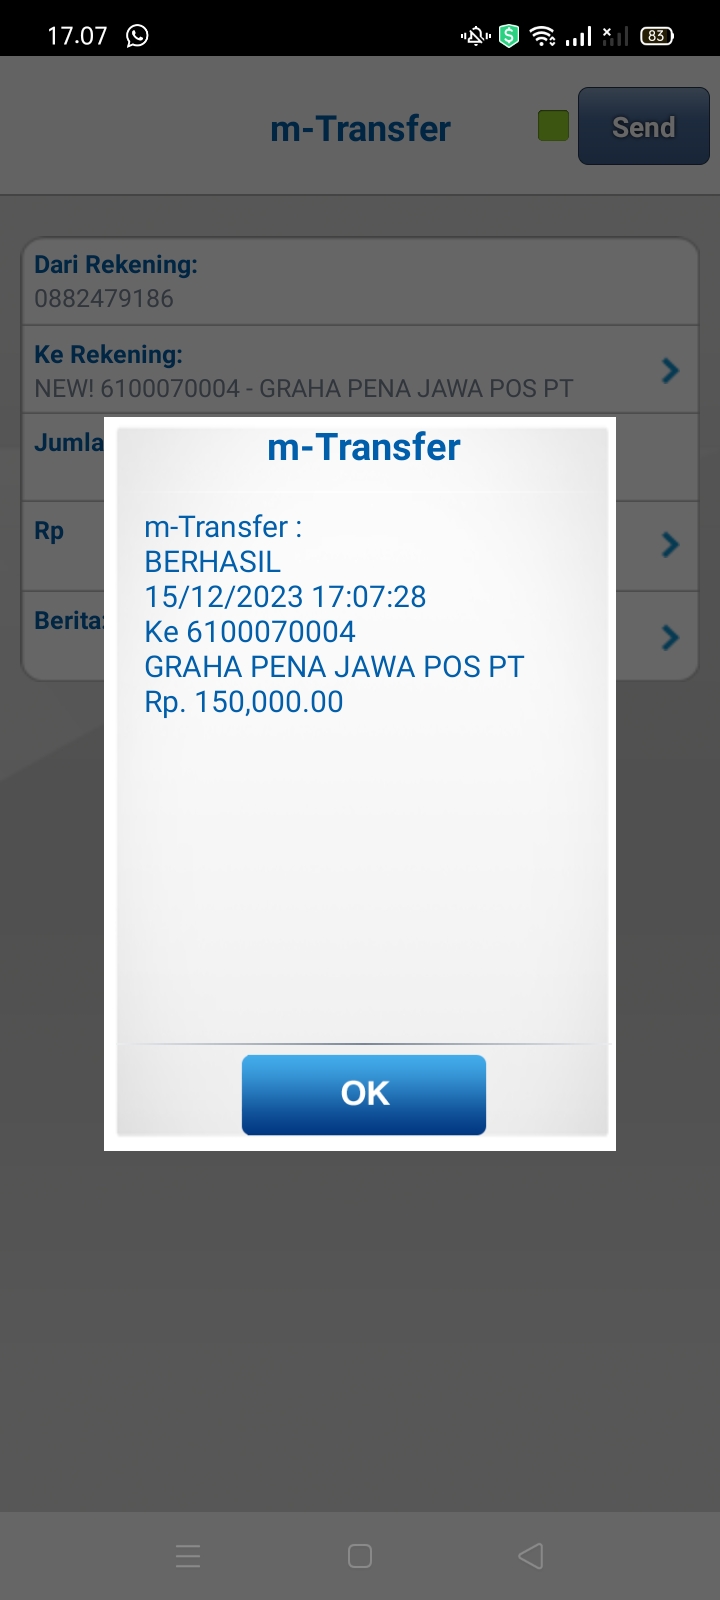 17.07
83
m-Transfer
Send
Dari Rekening:
0882479186
Ke Rekening:
NEW! 6100070004 - GRAHA PENA JAWA POS PT
Jumla
Rp
Berita:
m-Transfer
m-Transfer :
BERHASIL
15/12/2023 17:07:28
Ke 6100070004
GRAHA PENA JAWA POS PT
Rp. 150,000.00
OK